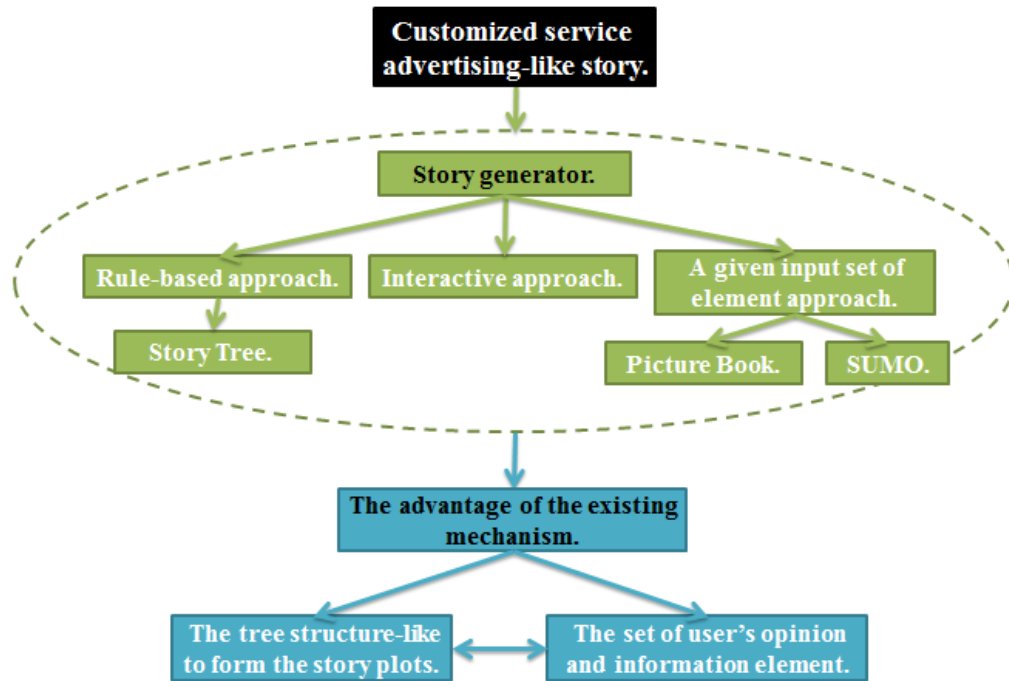 Customized service
advertising-like story.
Story generator.
Rule-based approach.
Interactive approach.
A given input set of
element approach.
Story Tree.
Picture Book.
SUMO.
The advantage of the existing
mechanism.
The tree structure-like
to form the story plots.
The set of user’s opinion
and information element.